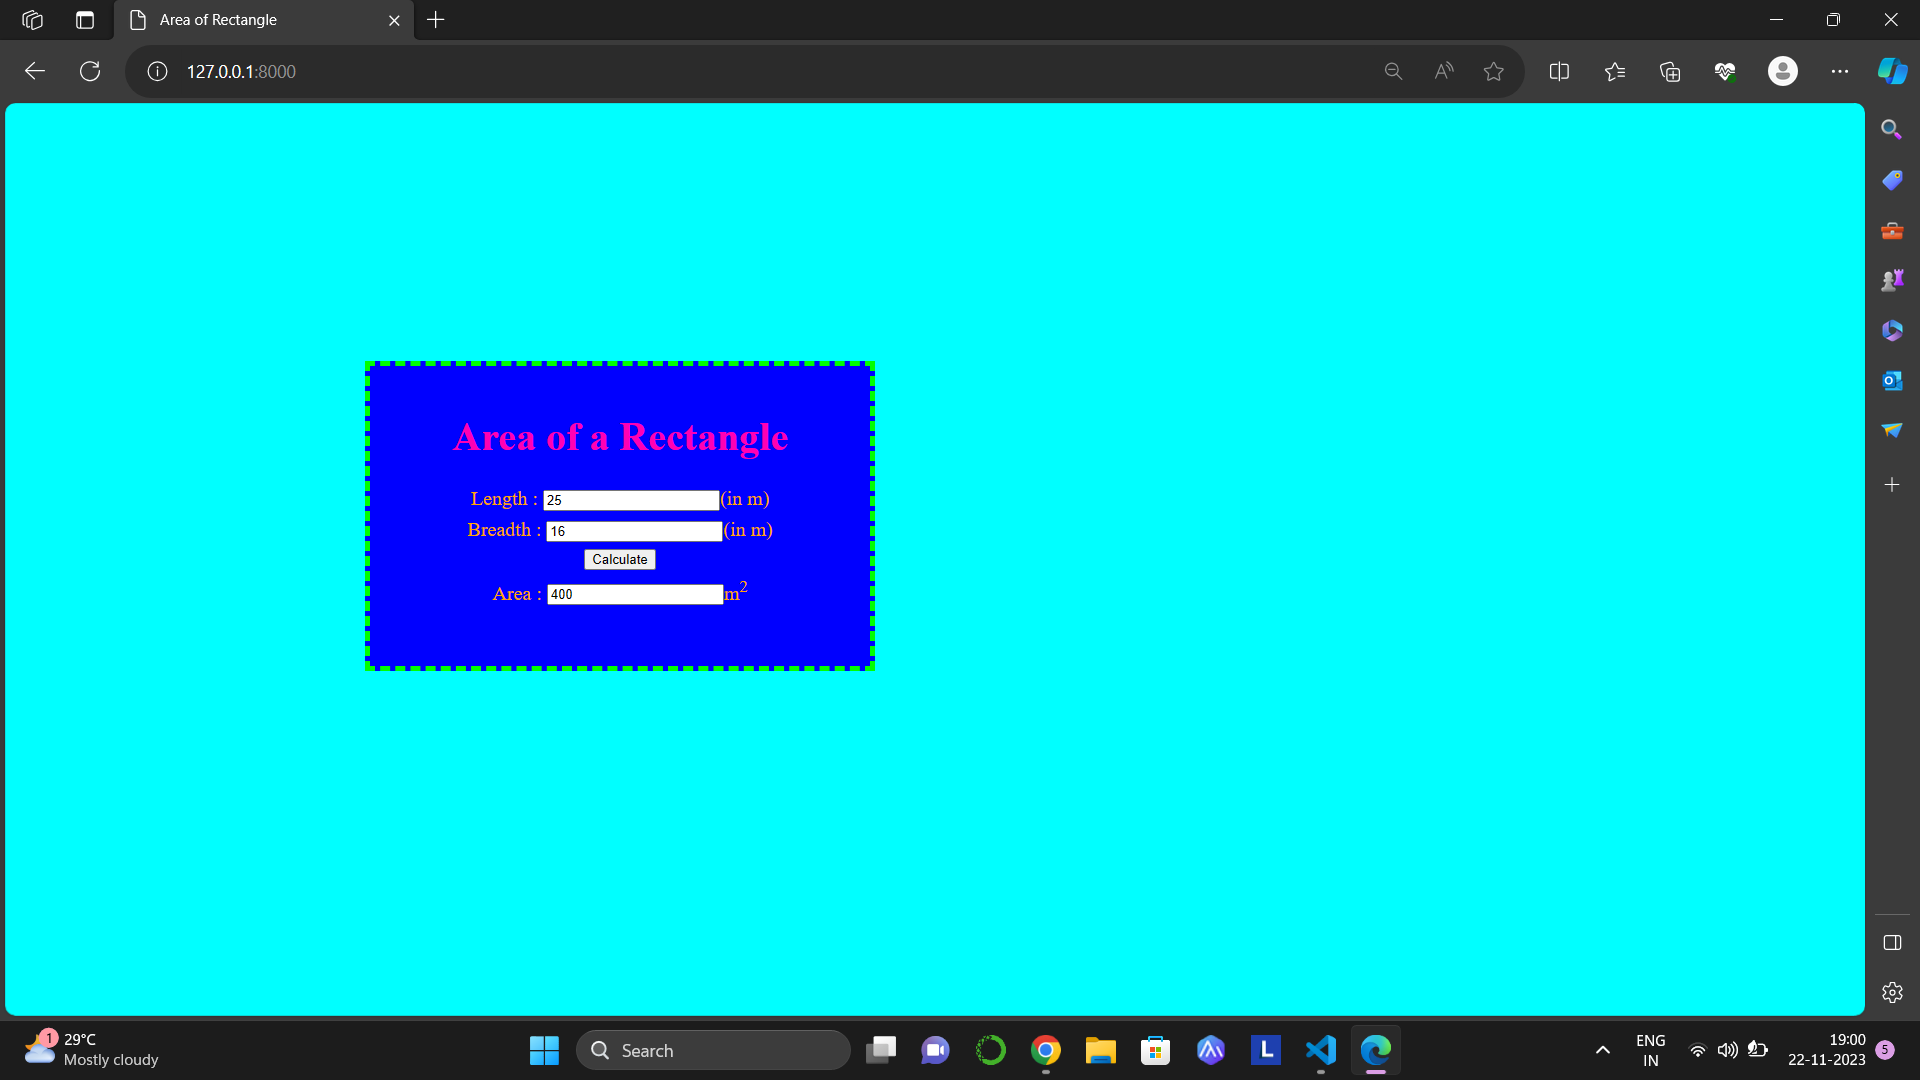 Area of Rectangle
127.0.0.1:8000
Area of a Rectangle
Length : 25 (in m)
Breadth : 16 (in m)
Calculate
Area : 400 m²
1
29°C
Mostly cloudy
Search
L
ENG
IN
19:00
22-11-2023
5